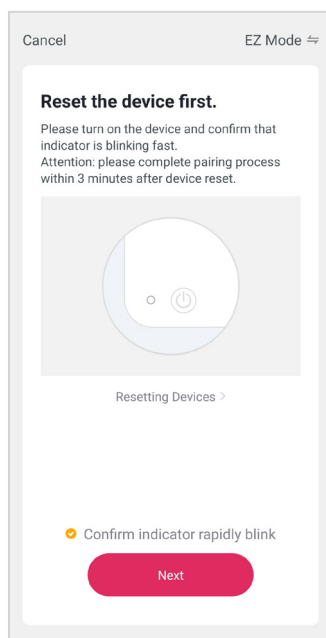 Cancel
EZ Mode ⇋
Reset the device first.
Please turn on the device and confirm that
indicator is blinking fast.
Attention: please complete pairing process
within 3 minutes after device reset.
Resetting Devices >
Confirm indicator rapidly blink
Next